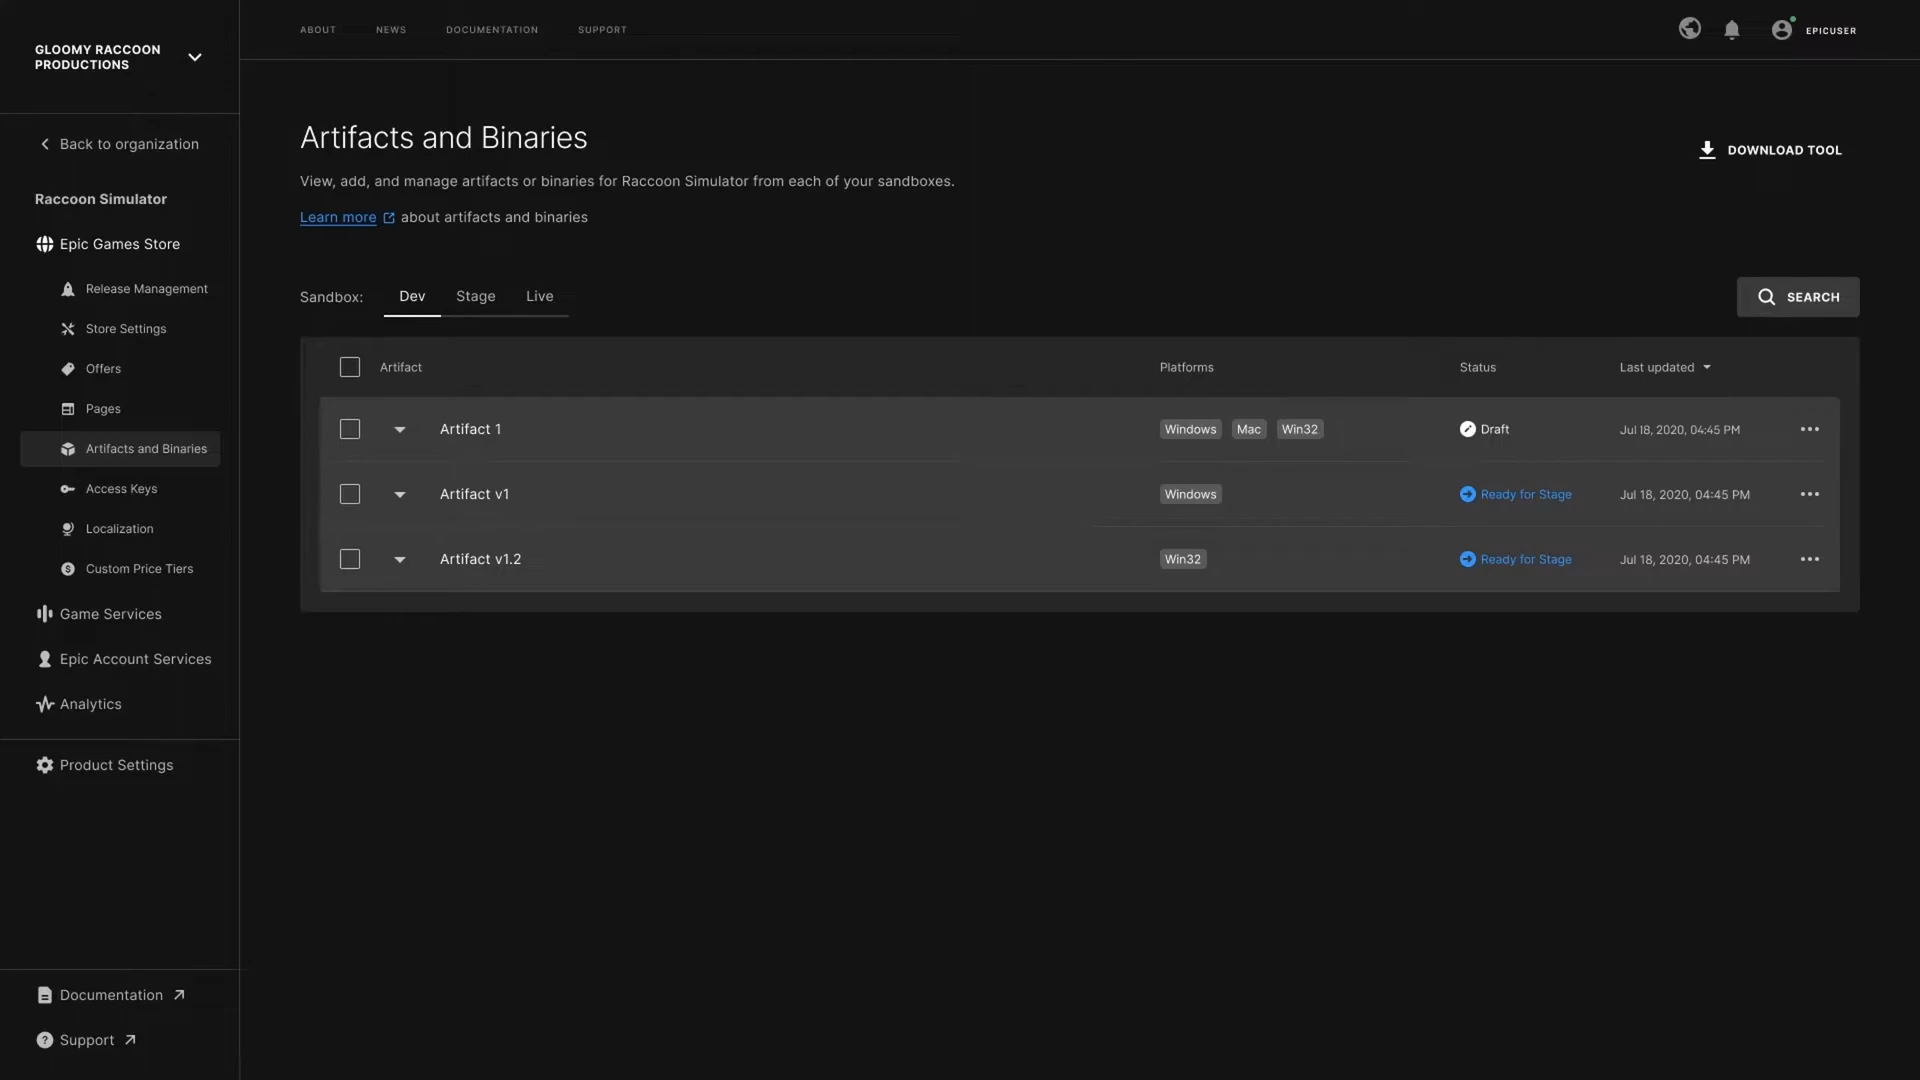 GLOOMY RACCOON
PRODUCTIONS
ABOUT
NEWS
DOCUMENTATION
SUPPORT
EPICUSER
Back to organization
Raccoon Simulator
Epic Games Store
Release Management
Store Settings
Offers
Pages
Artifacts and Binaries
Access Keys
Localization
Custom Price Tiers
Game Services
Epic Account Services
Analytics
Product Settings
Documentation
Support
Artifacts and Binaries
DOWNLOAD TOOL
View, add, and manage artifacts or binaries for Raccoon Simulator from each of your sandboxes.
Learn more about artifacts and binaries
Sandbox: Dev Stage Live
SEARCH
Artifact Platforms Status Last updated
Artifact 1 Windows Mac Win32 Draft Jul 18, 2020, 04:45 PM
Artifact v1 Windows Ready for Stage Jul 18, 2020, 04:45 PM
Artifact v1.2 Win32 Ready for Stage Jul 18, 2020, 04:45 PM